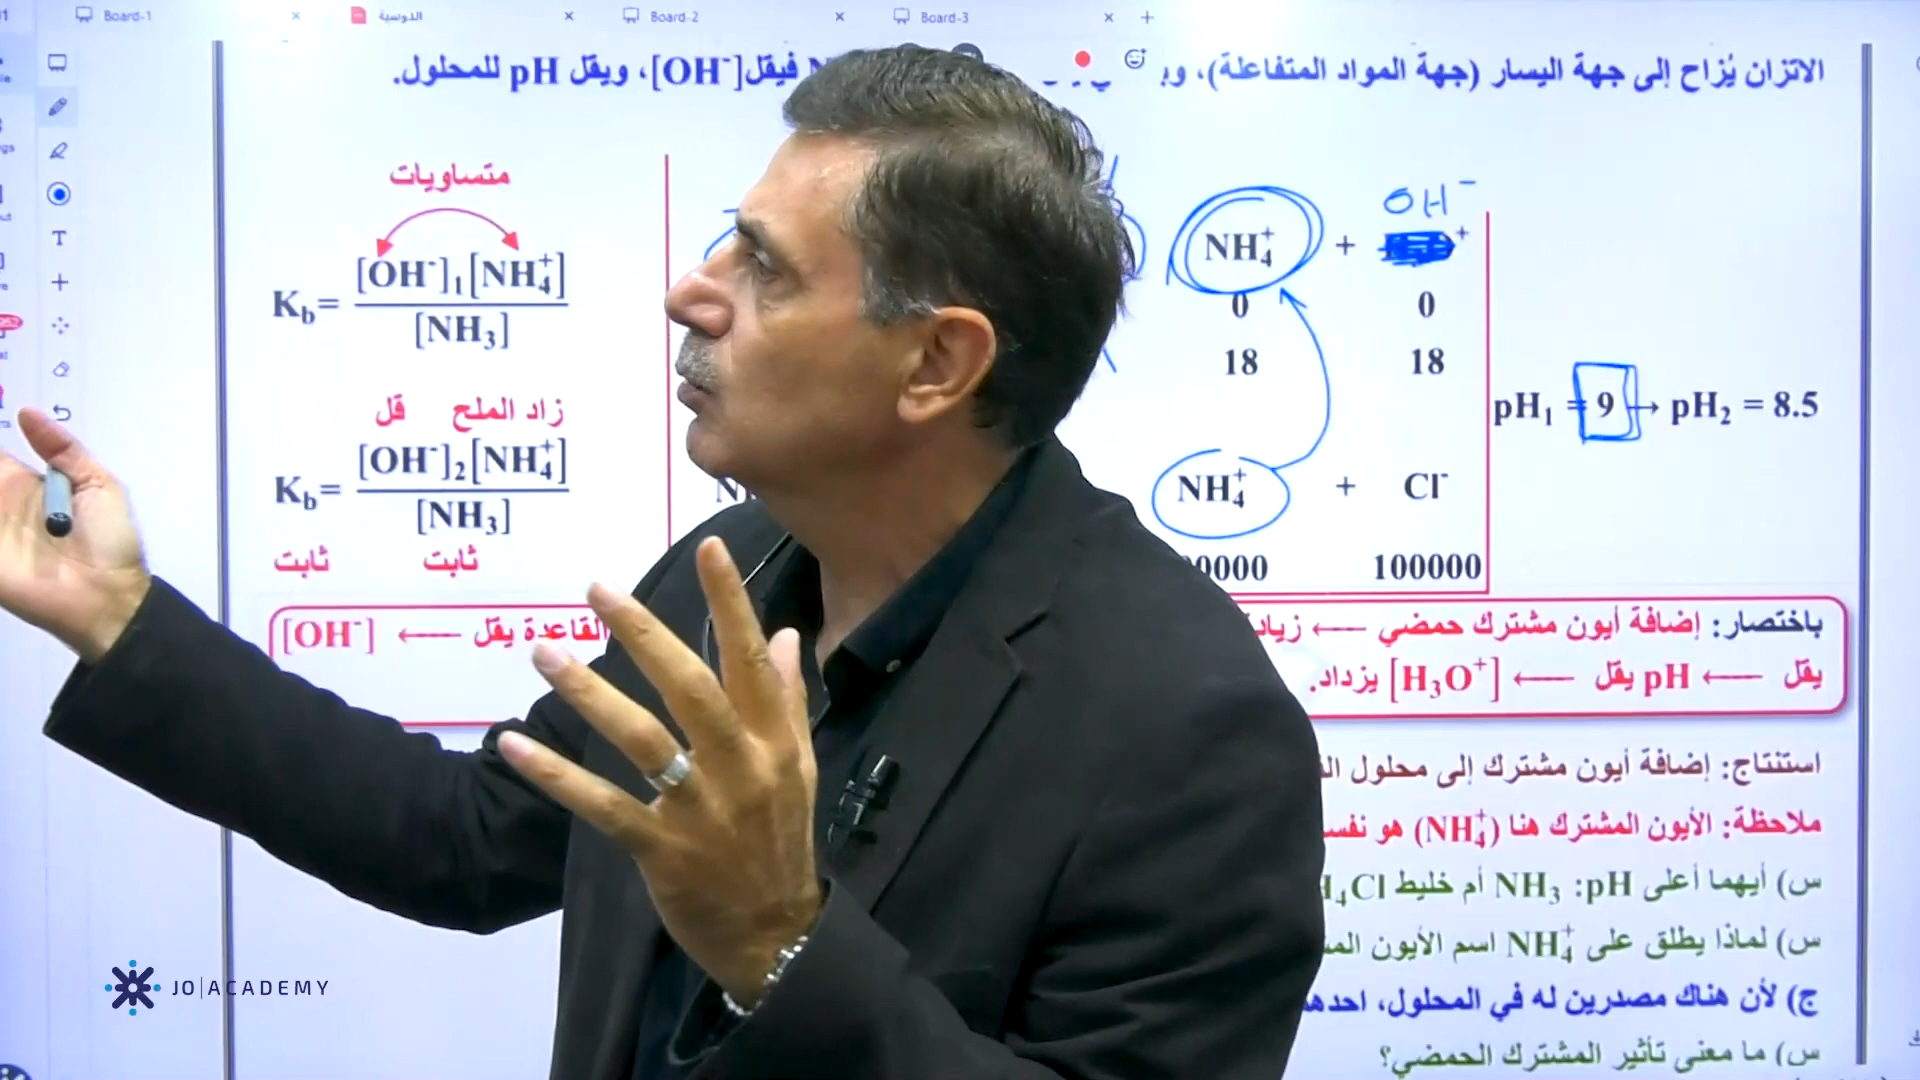 Board-1
الدوسية
Board-2
Board-3
الاتزان يُزاح إلى جهة اليسار (جهة المواد المتفاعلة)، فيقل[OH⁻]، ويقل pH للمحلول.
متساويات
Kb= [OH⁻]₁[NH₄⁺] / [NH₃]
OH⁻
NH₄⁺ + ⁺
0 0
18 18
pH₁ = 9 → pH₂ = 8.5
زاد الملح قل
Kb= [OH⁻]₂[NH₄⁺] / [NH₃]
ثابت ثابت
NH₄⁺ + Cl⁻
0000 100000
باختصار: إضافة أيون مشترك حمضي ← القاعدة يقل ← [OH⁻]
يقل ← pH يقل ← [H₃O⁺] يزداد.
استنتاج: إضافة أيون مشترك إلى محلول
ملاحظة: الأيون المشترك هنا (NH₄⁺) هو
س) أيهما أعلى pH: NH₃ أم خليط ₄Cl
س) لماذا يطلق على NH₄⁺ اسم الأيون
ج) لأن هناك مصدرين له في المحلول،
س) ما معنى تأثير المشترك الحمضي؟
JO|ACADEMY